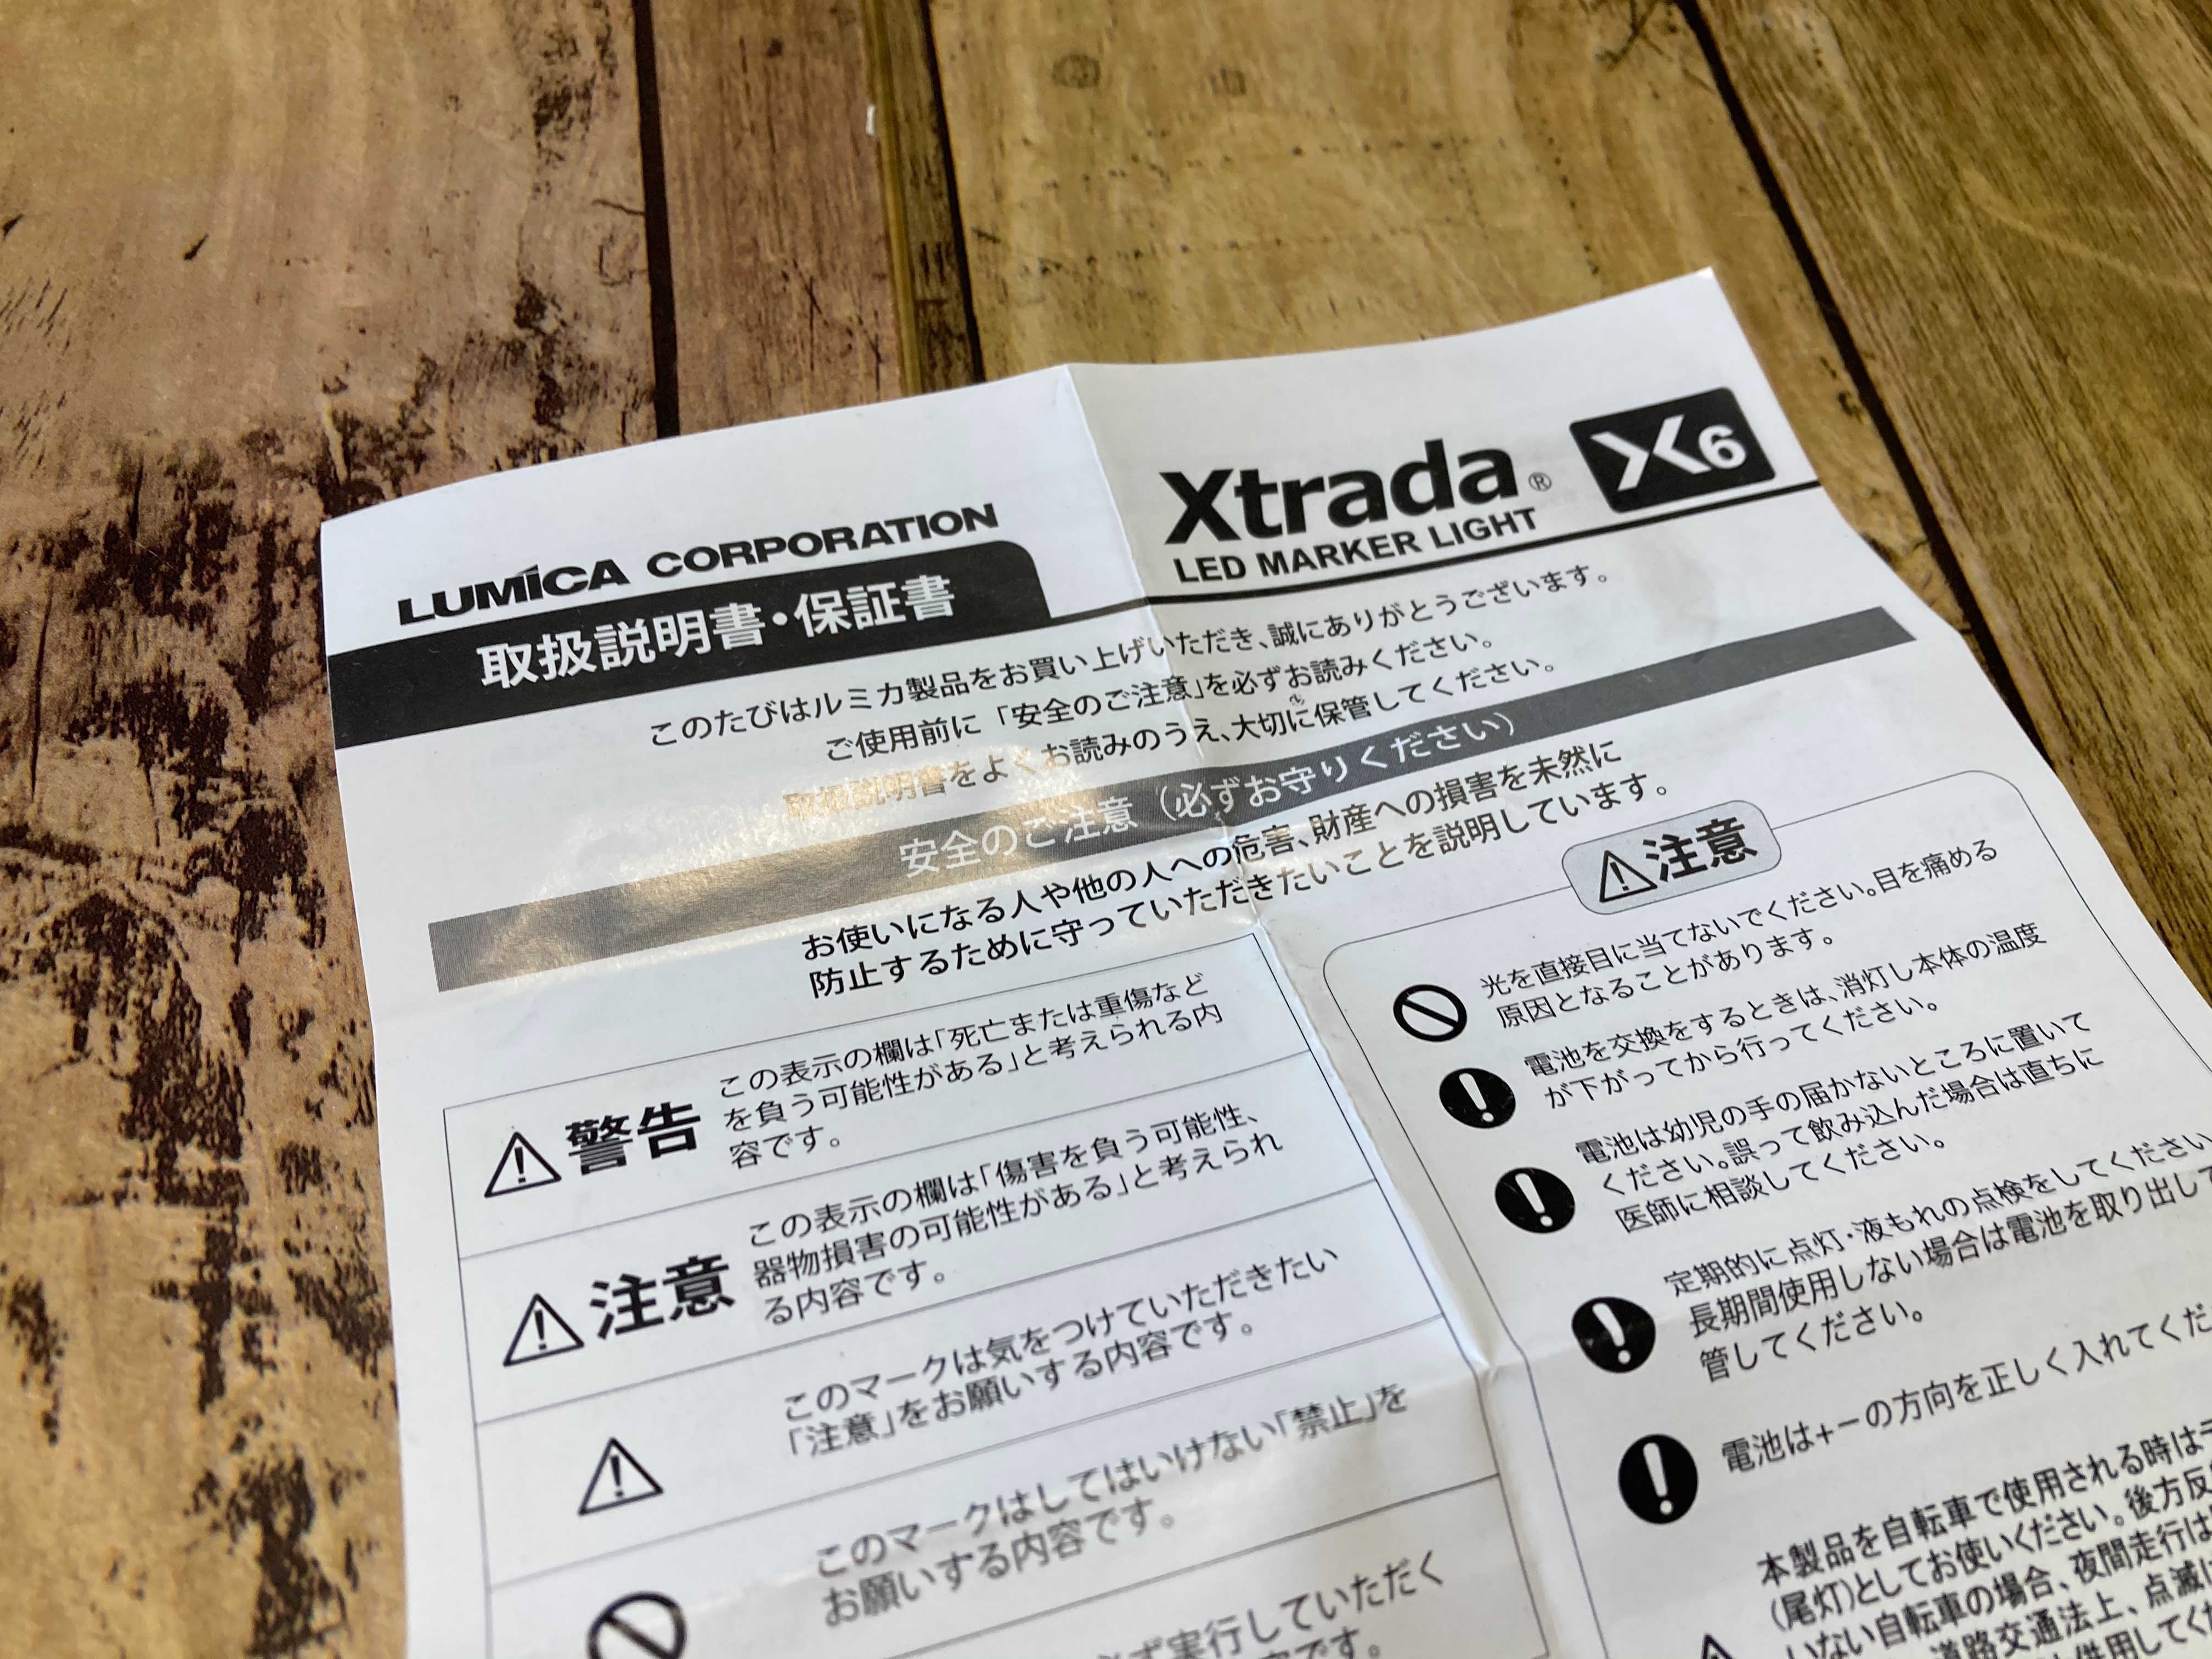 LUMICA CORPORATION
Xtrada® X6
LED MARKER LIGHT
取扱説明書・保証書
このたびはルミカ製品をお買い上げいただき、誠にありがとうございます。
ご使用前に「安全のご注意」を必ずお読みください。
取扱説明書をよくお読みのうえ、大切に保管してください。
安全のご注意（必ずお守りください）
お使いになる人や他の人への危害、財産への損害を未然に
防止するために守っていただきたいことを説明しています。
警告
この表示の欄は「死亡または重傷など
を負う可能性がある」と考えられる内
容です。
注意
この表示の欄は「傷害を負う可能性、
器物損害の可能性がある」と考えられ
る内容です。
このマークは気をつけていただきたい
「注意」をお願いする内容です。
このマークはしてはいけない「禁止」を
お願いする内容です。
必ず実行していただく
容です。
注意
光を直接目に当てないでください。目を痛める
原因となることがあります。
電池を交換をするときは、消灯し本体の温度
が下がってから行ってください。
電池は幼児の手の届かないところに置いて
ください。誤って飲み込んだ場合は直ちに
医師に相談してください。
定期的に点灯・液もれの点検をしてください
長期間使用しない場合は電池を取り出して
管してください。
電池は+−の方向を正しく入れてくだ
本製品を自転車で使用される時は
(尾灯)としてお使いください。後方反
いない自転車の場合、夜間走行は
道路交通法上、点滅
併用してく